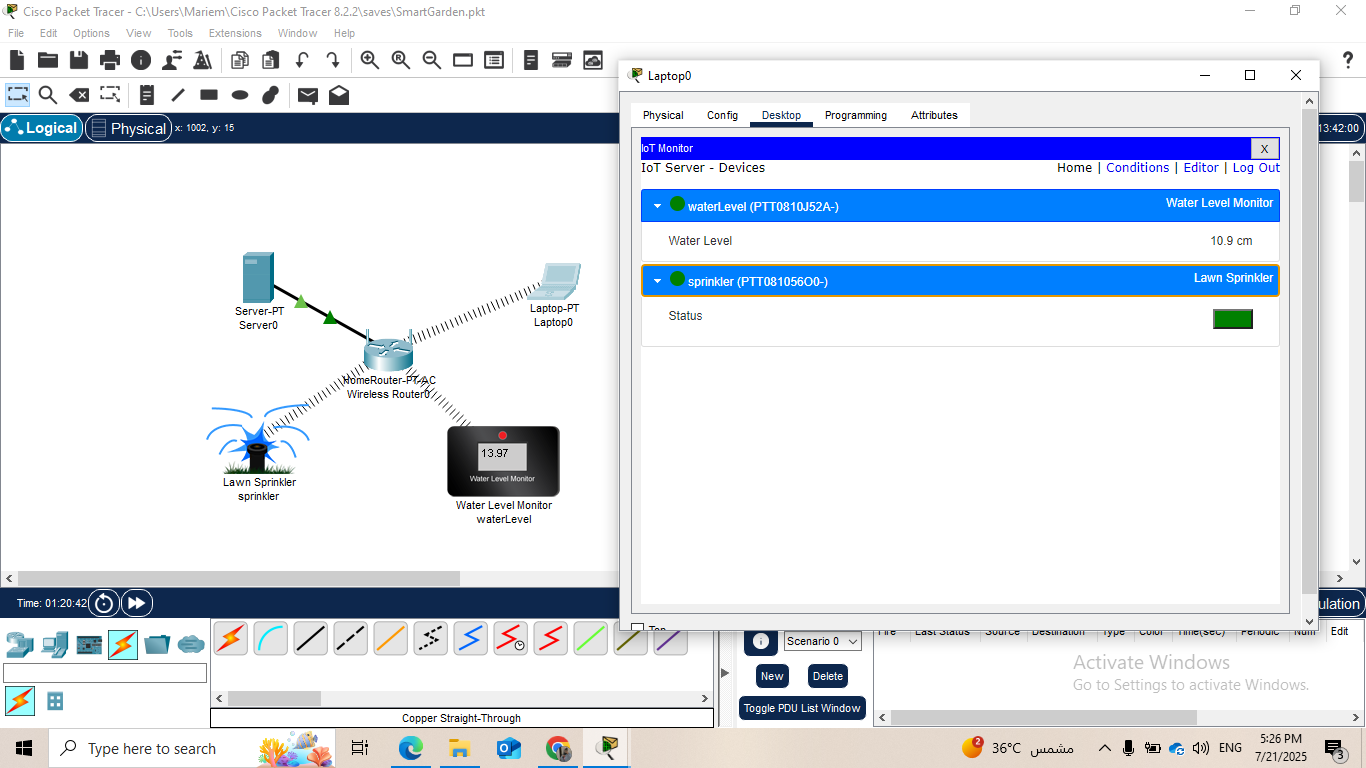 Cisco Packet Tracer - C:\Users\Mariem\Cisco Packet Tracer 8.2.2\saves\SmartGarden.pkt
File Edit Options View Tools Extensions Window Help
Logical Physical x: 1002, y: 15
13:42:00
Laptop0
Physical Config Desktop Programming Attributes
IoT Monitor X
IoT Server - Devices Home | Conditions | Editor | Log Out
waterLevel (PTT0810J52A-) Water Level Monitor
Water Level 10.9 cm
sprinkler (PTT081056O0-) Lawn Sprinkler
Status
Top
Server-PT
Server0
Laptop-PT
Laptop0
HomeRouter-PT-AC
Wireless Router0
13.97
Water Level Monitor
Lawn Sprinkler
sprinkler
Water Level Monitor
waterLevel
Time: 01:20:42
ulation
Scenario 0
Fire Last Status Source Destination Type Color Time(sec) Periodic Num Edit
New Delete
Toggle PDU List Window
Copper Straight-Through
Activate Windows
Go to Settings to activate Windows.
Type here to search
2
36°C مشمس
ENG
5:26 PM
7/21/2025
3